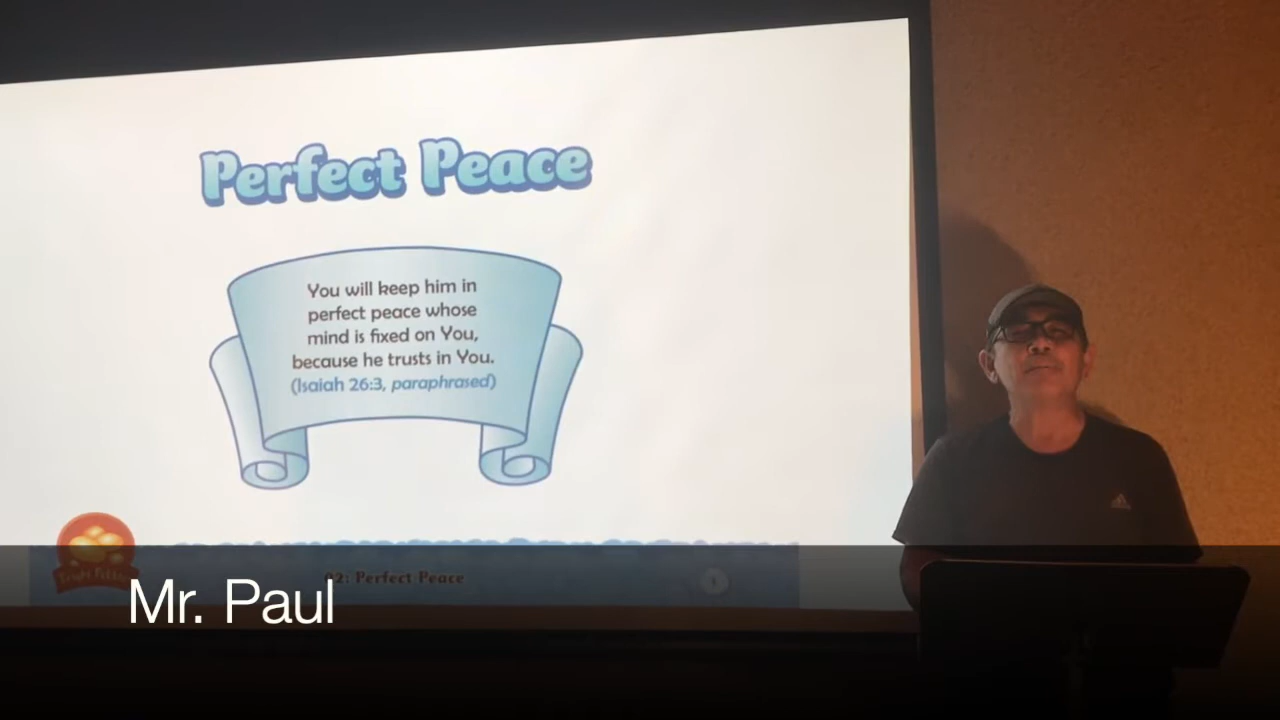 Perfect Peace
You will keep him in
perfect peace whose
mind is fixed on You,
because he trusts in You.
(Isaiah 26:3, paraphrased)
02: Perfect Peace
Mr. Paul